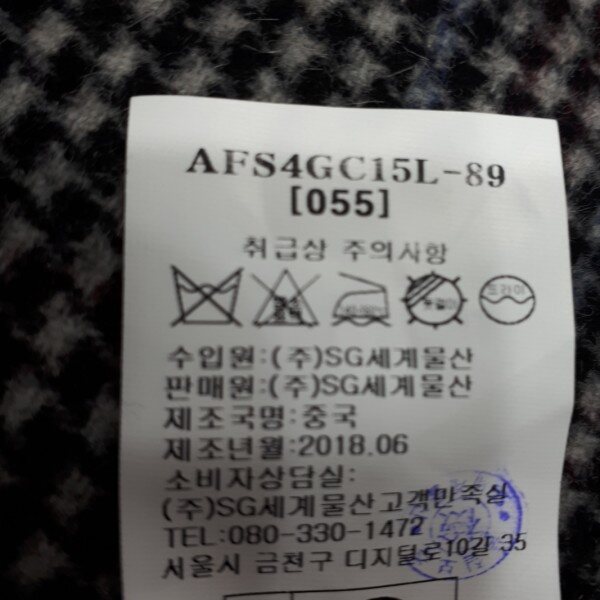 AFS4GC15L-89
[055]
취급상 주의사항
드라이
수입원:(주)SG세계물산
판매원:(주)SG세계물산
제조국명:중국
제조년월:2018.06
소비자상담실:
(주)SG세계물산고객만족실
TEL:080-330-1472
서울시 금천구 디지털로10길 35